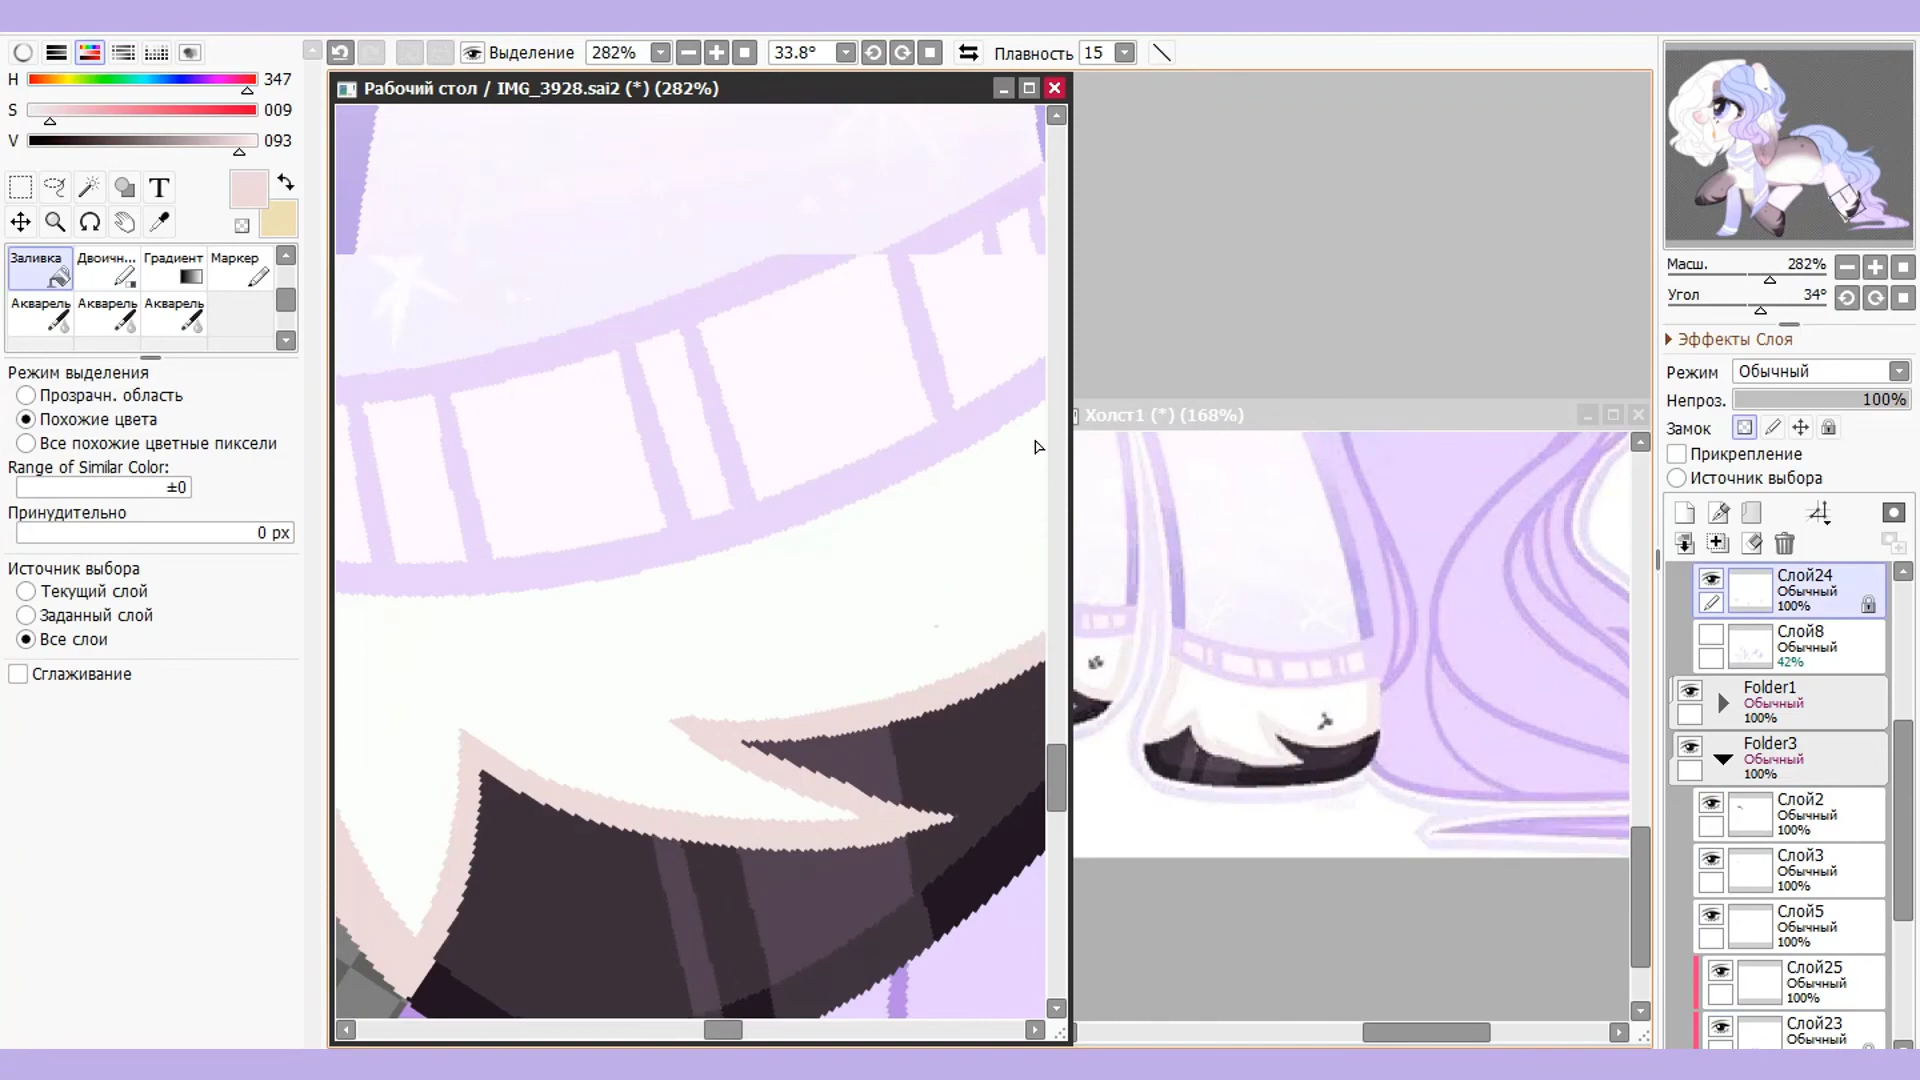 Выделение
282%
33.8°
Плавность
15
H
347
S
009
V
093
T
Рабочий стол / IMG_3928.sai2 (*) (282%)
Заливка
Двоичн...
Градиент
Маркер
Акварель
Акварель
Акварель
Режим выделения
Прозрачн. область
Похожие цвета
Все похожие цветные пиксели
Range of Similar Color:
±0
Принудительно
0 px
Источник выбора
Текущий слой
Заданный слой
Все слои
Сглаживание
Холст1 (*) (168%)
Масш.
282%
Угол
34°
Эффекты Слоя
Режим
Обычный
Непроз.
100%
Замок
Прикрепление
Источник выбора
Слой24
Обычный
100%
Слой8
Обычный
42%
Folder1
Обычный
100%
Folder3
Обычный
100%
Слой2
Обычный
100%
Слой3
Обычный
100%
Слой5
Обычный
100%
Слой25
Обычный
100%
Слой23
Обычный